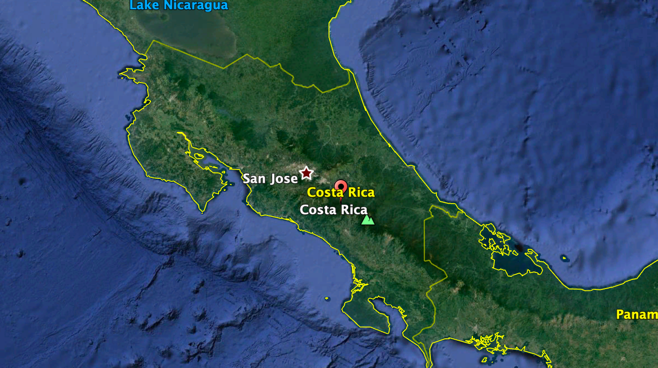 Lake Nicaragua
San Jose
Costa Rica
Costa Rica
Panam